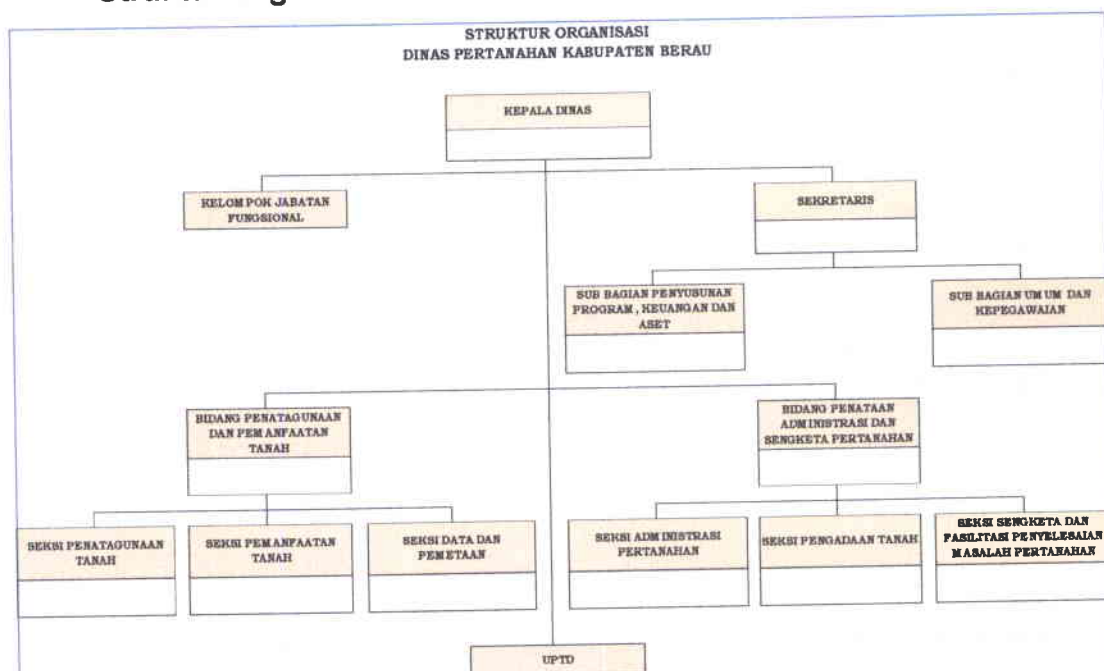 STRUKTUR ORGANISASI
DINAS PERTANAHAN KABUPATEN BERAU
KEPALA DINAS
KELOMPOK JABATAN
FUNGSIONAL
SEKRETARIS
SUB BAGIAN PENYUSUNAN
PROGRAM, KEUANGAN DAN
ASET
SUB BAGIAN UMUM DAN
KEPEGAWAIAN
BIDANG PENATAGUNAAN
DAN PEMANFAATAN
TANAH
BIDANG PENATAAN
ADMINISTRASI DAN
SENGKETA PERTANAHAN
SEKSI PENATAGUNAAN
TANAH
SEKSI PEMANFAATAN
TANAH
SEKSI DATA DAN
PEMETAAN
SEKSI ADMINISTRASI
PERTANAHAN
SEKSI PENGADAAN TANAH
SEKSI SENGKETA DAN
FASILITASI PENYELESAIAN
MASALAH PERTANAHAN
UPTD